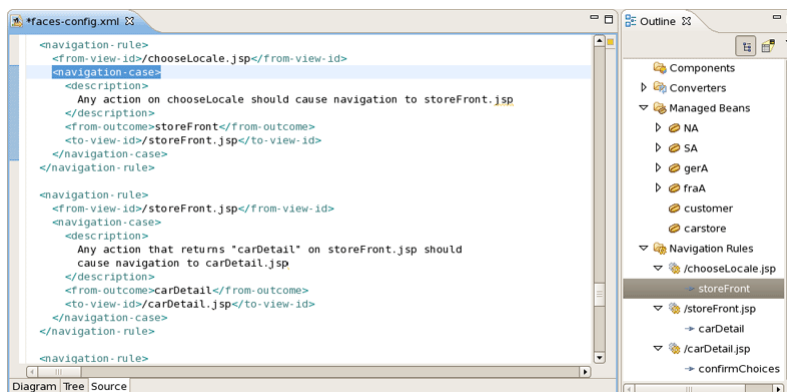 *faces-config.xml
<navigation-rule>
<from-view-id>/chooseLocale.jsp</from-view-id>
<navigation-case>
<description>
Any action on chooseLocale should cause navigation to storeFront.jsp
</description>
<from-outcome>storeFront</from-outcome>
<to-view-id>/storeFront.jsp</to-view-id>
</navigation-case>
</navigation-rule>
<navigation-rule>
<from-view-id>/storeFront.jsp</from-view-id>
<navigation-case>
<description>
Any action that returns "carDetail" on storeFront.jsp should
cause navigation to carDetail.jsp
</description>
<from-outcome>carDetail</from-outcome>
<to-view-id>/carDetail.jsp</to-view-id>
</navigation-case>
</navigation-rule>
<navigation-rule>
Diagram Tree Source
Outline
Components
Converters
Managed Beans
NA
SA
gerA
fraA
customer
carstore
Navigation Rules
/chooseLocale.jsp
storeFront
/storeFront.jsp
carDetail
/carDetail.jsp
confirmChoices